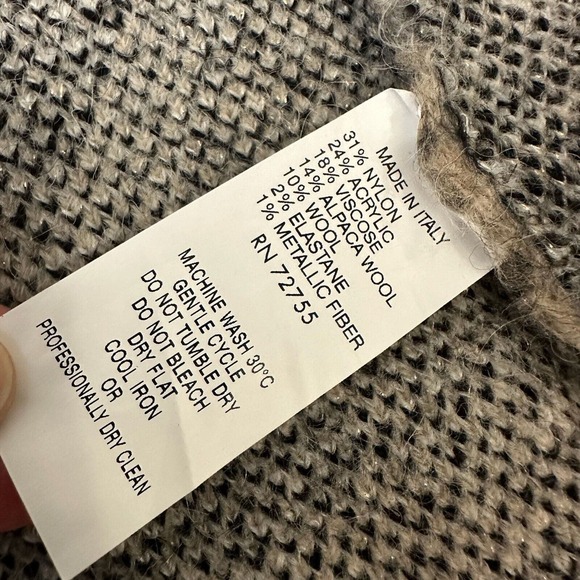 MADE IN ITALY
31% NYLON
24% ACRYLIC
18% VISCOSE
14% ALPACA WOOL
10% WOOL
2% ELASTANE
1% METALLIC FIBER
RN 72755
MACHINE WASH 30°C
GENTLE CYCLE
DO NOT TUMBLE DRY
DO NOT BLEACH
DRY FLAT
COOL IRON
OR
PROFESSIONALLY DRY CLEAN